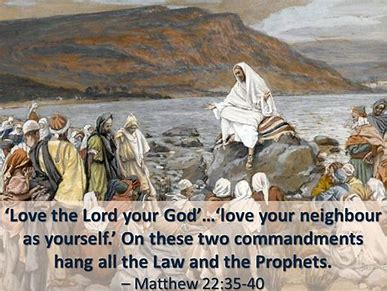 ‘Love the Lord your God’...‘love your neighbour
as yourself.’ On these two commandments
hang all the Law and the Prophets.
– Matthew 22:35-40